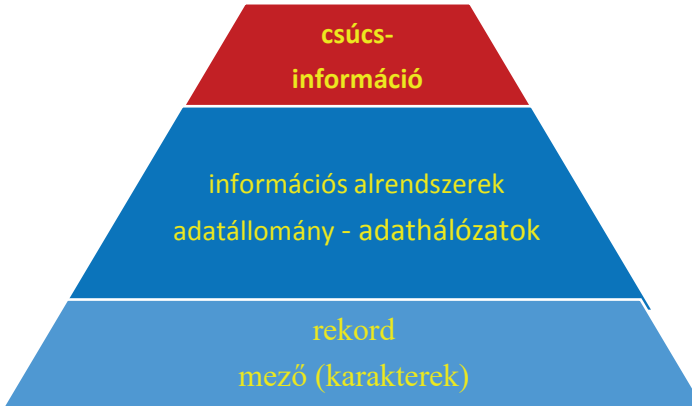 csúcs-
információ
információs alrendszerek
adatállomány - adathálózatok
rekord
mező (karakterek)